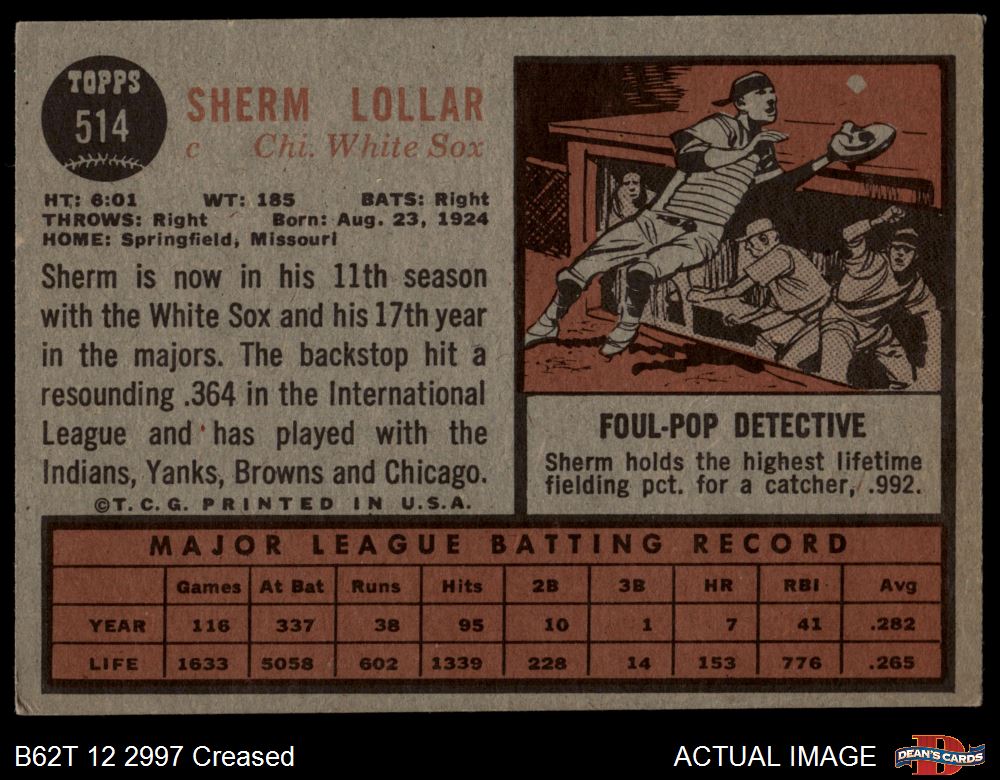 TOPPS
514
SHERM LOLLAR
c Chi. White Sox
HT: 6:01 WT: 185 BATS: Right
THROWS: Right Born: Aug. 23, 1924
HOME: Springfield, Missouri
Sherm is now in his 11th season
with the White Sox and his 17th year
in the majors. The backstop hit a
resounding .364 in the International
League and has played with the
Indians, Yanks, Browns and Chicago.
©T.C.G. PRINTED IN U.S.A.
FOUL-POP DETECTIVE
Sherm holds the highest lifetime
fielding pct. for a catcher, .992.
MAJOR LEAGUE BATTING RECORD
Games At Bat Runs Hits 2B 3B HR RBI Avg
YEAR 116 337 38 95 10 1 7 41 .282
LIFE 1633 5058 602 1339 228 14 153 776 .265
B62T 12 2997 Creased
ACTUAL IMAGE
DEAN'S CARDS